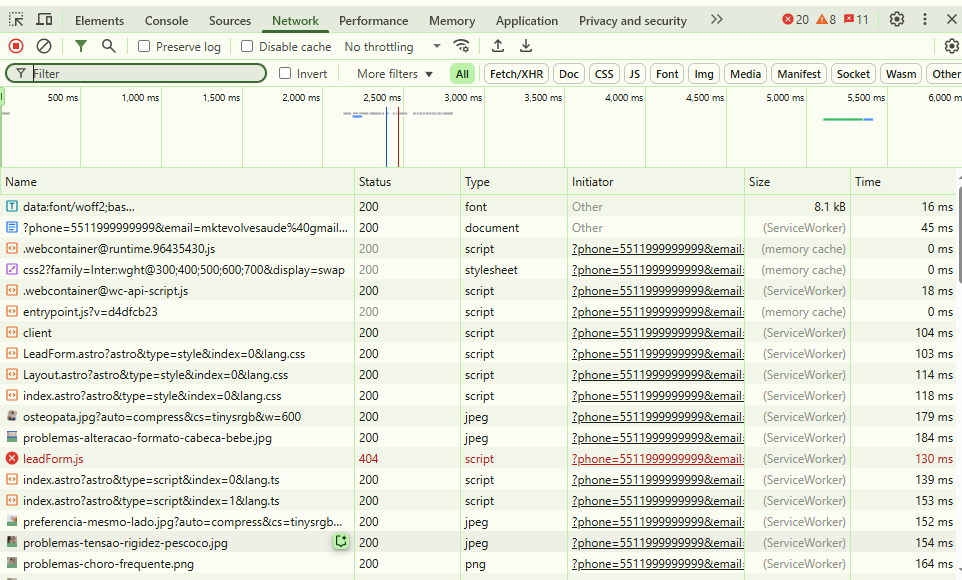 Elements Console Sources Network Performance Memory Application Privacy and security 20 8 11
Preserve log Disable cache No throttling
Filter Invert More filters All Fetch/XHR Doc CSS JS Font Img Media Manifest Socket Wasm Other
500 ms 1,000 ms 1,500 ms 2,000 ms 2,500 ms 3,000 ms 3,500 ms 4,000 ms 4,500 ms 5,000 ms 5,500 ms 6,000 ms
Name Status Type Initiator Size Time
data:font/woff2;bas... 200 font Other 8.1 kB 16 ms
?phone=5511999999999&email=mktevolvesaude%40gmail... 200 document Other (ServiceWorker) 45 ms
.webcontainer@runtime.96435430.js 200 script ?phone=5511999999999&email= (memory cache) 0 ms
css2?family=Inter:wght@300;400;500;600;700&display=swap 200 stylesheet ?phone=5511999999999&email= (memory cache) 0 ms
.webcontainer@wc-api-script.js 200 script ?phone=5511999999999&email= (ServiceWorker) 18 ms
entrypoint.js?v=d4dfcb23 200 script ?phone=5511999999999&email= (memory cache) 0 ms
client 200 script ?phone=5511999999999&email= (ServiceWorker) 104 ms
LeadForm.astro?astro&type=style&index=0&lang.css 200 script ?phone=5511999999999&email= (ServiceWorker) 103 ms
Layout.astro?astro&type=style&index=0&lang.css 200 script ?phone=5511999999999&email= (ServiceWorker) 114 ms
index.astro?astro&type=style&index=0&lang.css 200 script ?phone=5511999999999&email= (ServiceWorker) 118 ms
osteopata.jpg?auto=compress&cs=tinysrgb&w=600 200 jpeg ?phone=5511999999999&email= (ServiceWorker) 179 ms
problemas-alteracao-formato-cabeca-bebe.jpg 200 jpeg ?phone=5511999999999&email= (ServiceWorker) 184 ms
leadForm.js 404 script ?phone=5511999999999&email= (ServiceWorker) 130 ms
index.astro?astro&type=script&index=0&lang.ts 200 script ?phone=5511999999999&email= (ServiceWorker) 139 ms
index.astro?astro&type=script&index=1&lang.ts 200 script ?phone=5511999999999&email= (ServiceWorker) 153 ms
preferencia-mesmo-lado.jpg?auto=compress&cs=tinysrgb... 200 jpeg ?phone=5511999999999&email= (ServiceWorker) 152 ms
problemas-tensao-rigidez-pescoco.jpg 200 jpeg ?phone=5511999999999&email= (ServiceWorker) 154 ms
problemas-choro-frequente.png 200 png ?phone=5511999999999&email= (ServiceWorker) 164 ms